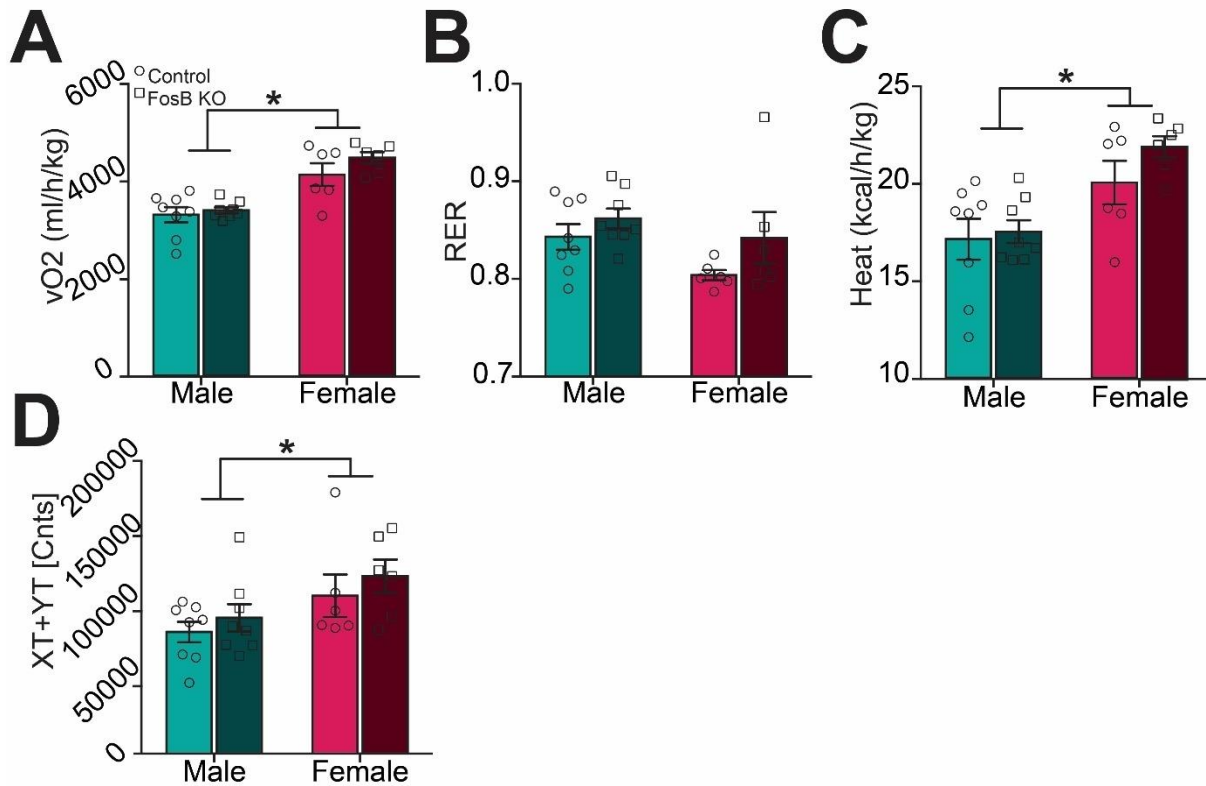 A
B
C
Control
FosB KO
vO2 (ml/h/kg)
6000
4000
2000
0
*
Male
Female
RER
1.0
0.9
0.8
0.7
Male
Female
Heat (kcal/h/kg)
25
20
15
10
*
Male
Female
D
XT+YT [Cnts]
200000
150000
100000
50000
0
*
Male
Female